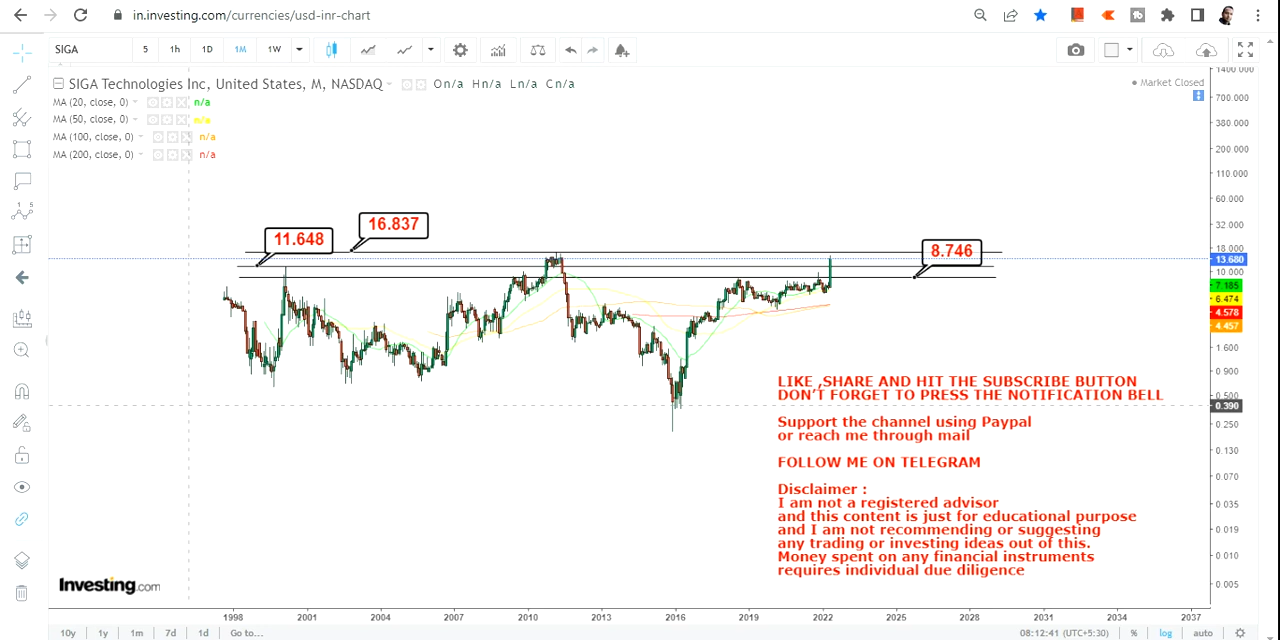 in.investing.com/currencies/usd-inr-chart
SIGA 5 1h 1D 1M 1W
SIGA Technologies Inc, United States, M, NASDAQ On/a Hn/a Ln/a Cn/a
Market Closed
MA (20, close, 0) n/a
MA (50, close, 0) n/a
MA (100, close, 0) n/a
MA (200, close, 0) n/a
1400.000
700.000
380.000
200.000
110.000
60.000
32.000
18.000
13.680
10.000
7.185
6.474
4.578
4.457
1.600
0.900
0.500
0.390
0.250
0.130
0.070
0.035
0.019
0.010
0.005
16.837
11.648
8.746
LIKE ,SHARE AND HIT THE SUBSCRIBE BUTTON
DON'T FORGET TO PRESS THE NOTIFICATION BELL
Support the channel using Paypal
or reach me through mail
FOLLOW ME ON TELEGRAM
Disclaimer :
I am not a registered advisor
and this content is just for educational purpose
and I am not recommending or suggesting
any trading or investing ideas out of this.
Money spent on any financial instruments
requires individual due diligence
Investing.com
1998 2001 2004 2007 2010 2013 2016 2019 2022 2025 2028 2031 2034 2037
10y 1y 1m 7d 1d Go to... 08:12:41 (UTC+5:30) % log auto